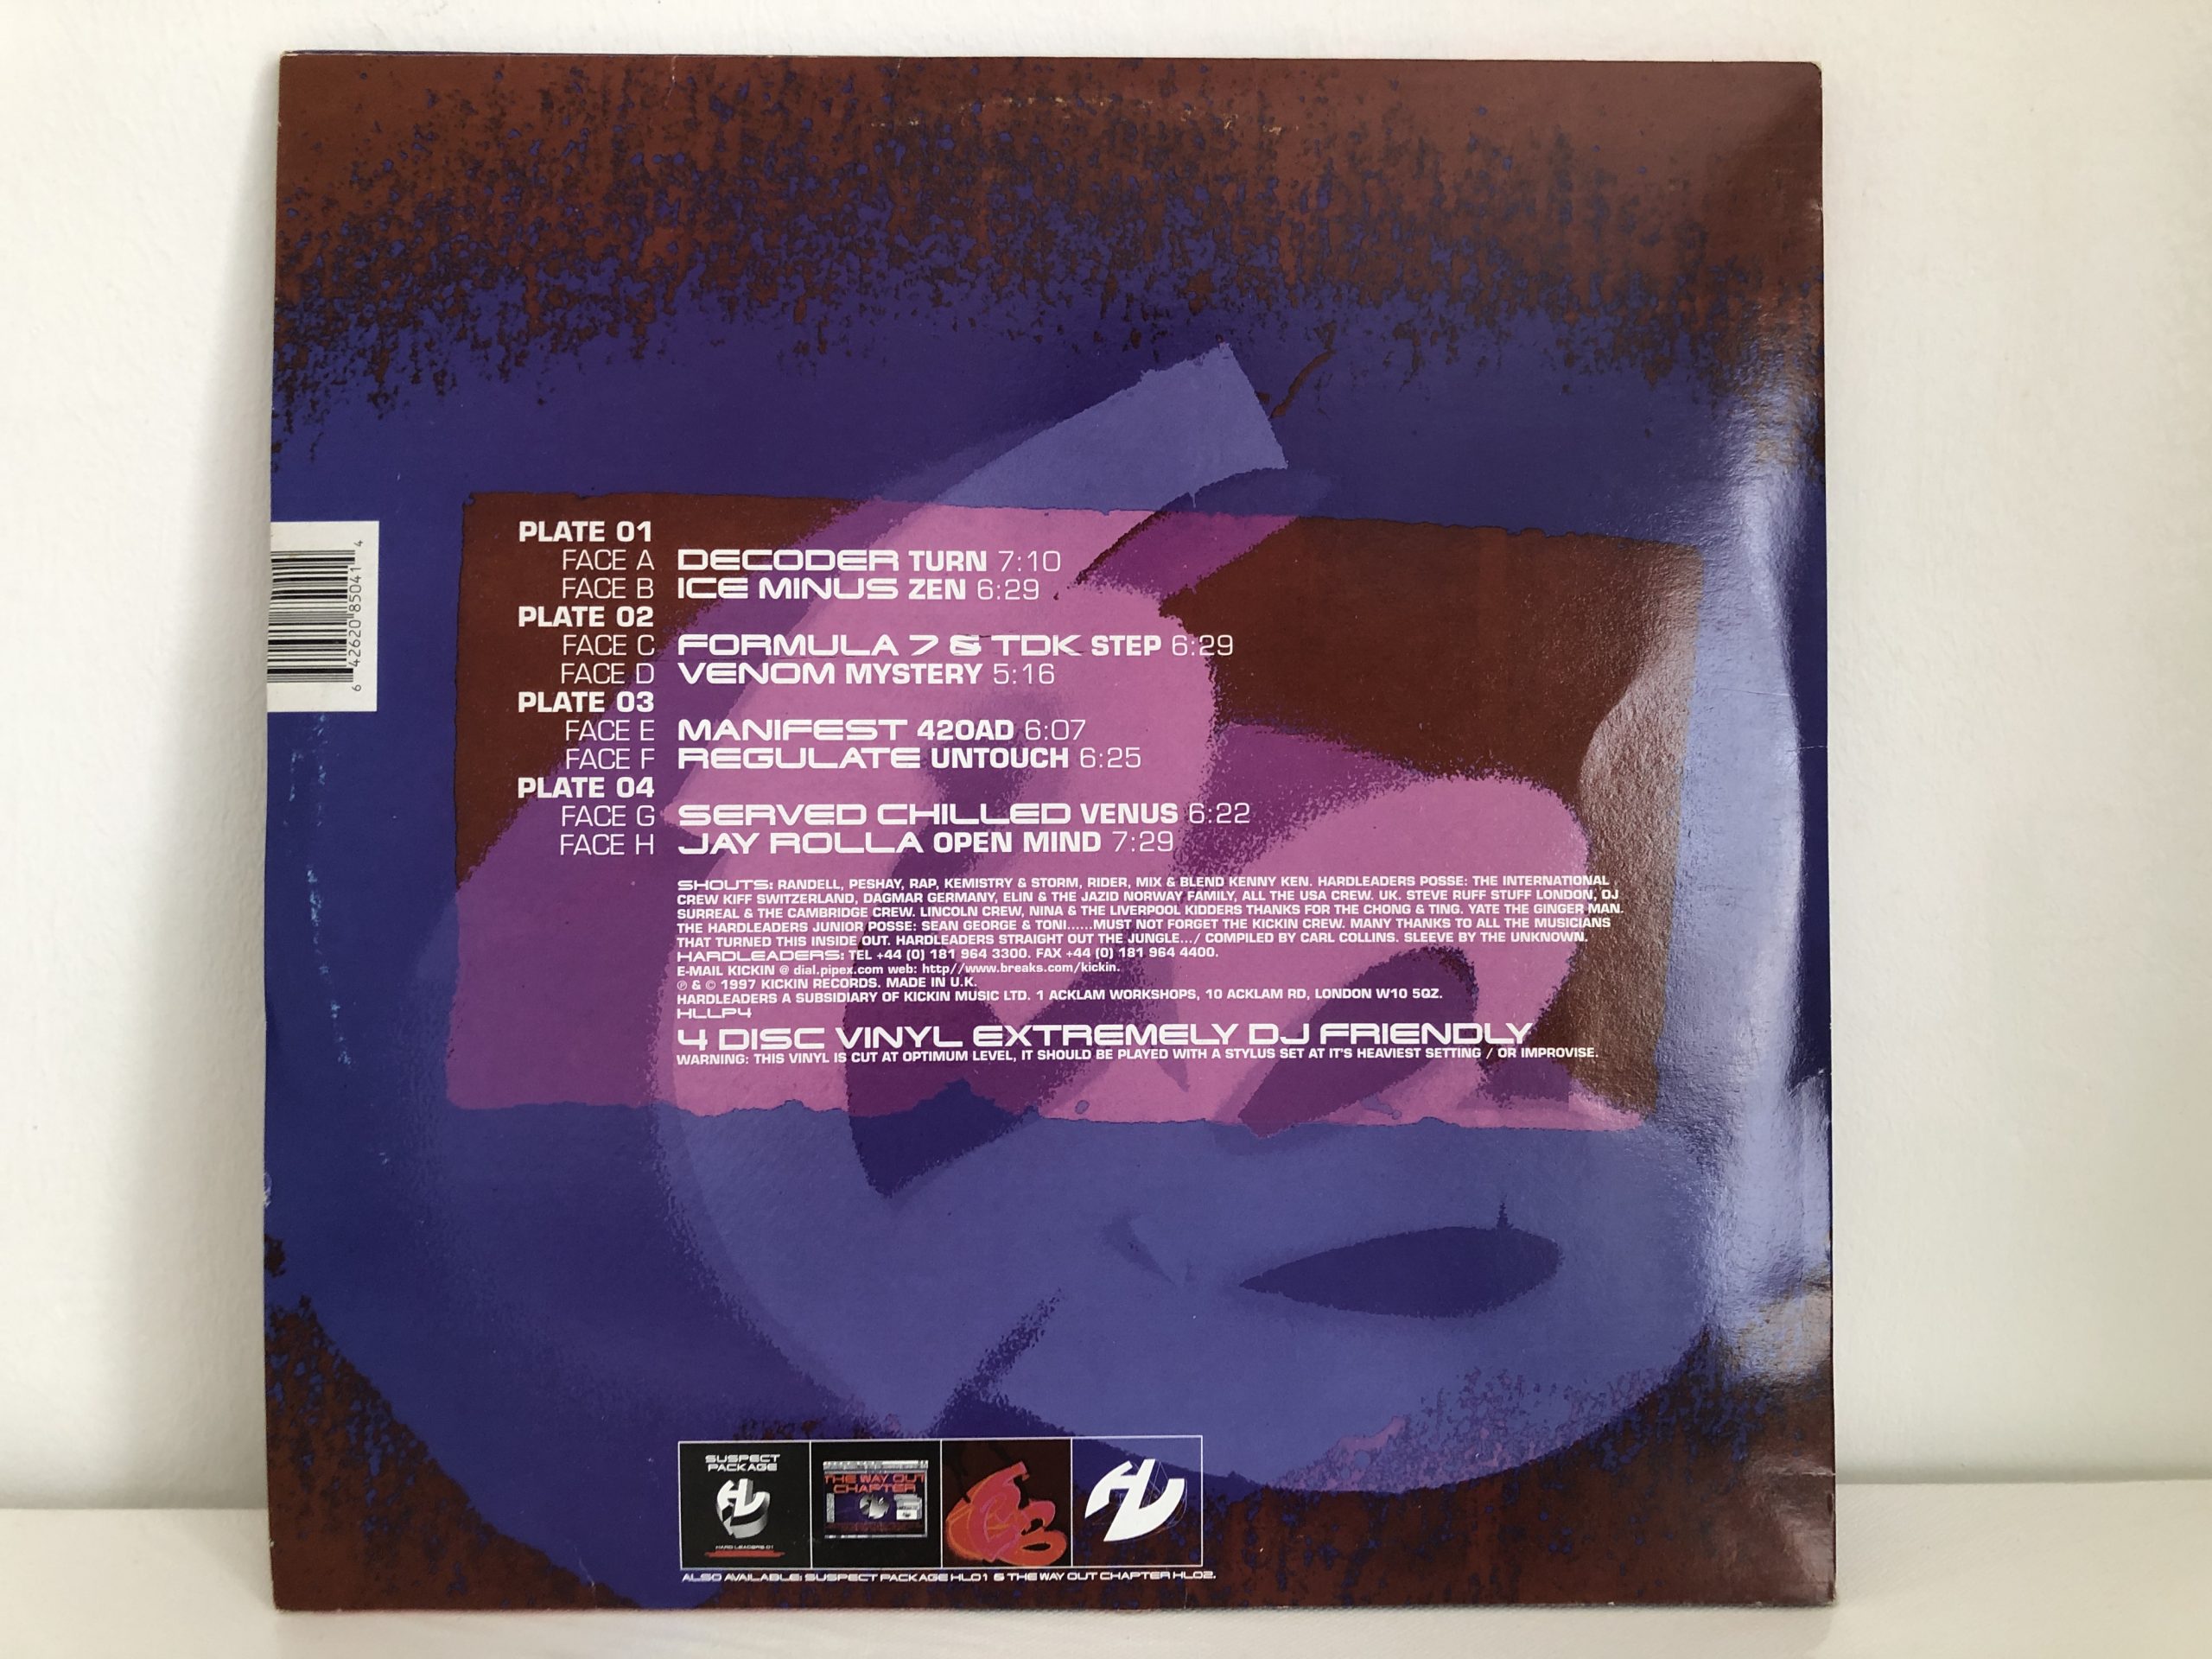 PLATE 01
FACE A DECODER TURN 7:10
FACE B ICE MINUS ZEN 6:29
PLATE 02
FACE C FORMULA 7 & TDK STEP 6:29
FACE D VENOM MYSTERY 5:16
PLATE 03
FACE E MANIFEST 420AD 6:07
FACE F REGULATE UNTOUCH 6:25
PLATE 04
FACE G SERVED CHILLED VENUS 6:22
FACE H JAY ROLLA OPEN MIND 7:29
SHOUTS: RANDELL, PESHAY, RAP, KEMISTRY & STORM, RIDER, MIX & BLEND KENNY KEN. HARDLEADERS POSSE: THE INTERNATIONAL
CREW KIFF SWITZERLAND, DAGMAR GERMANY, ELIN & THE JAZID NORWAY FAMILY, ALL THE USA CREW. UK. STEVE RUFF STUFF LONDON, DJ
SURREAL & THE CAMBRIDGE CREW. LINCOLN CREW, NINA & THE LIVERPOOL KIDDERS THANKS FOR THE CHONG & TING. YATE THE GINGER MAN.
THE HARDLEADERS JUNIOR POSSE: SEAN GEORGE & TONI......MUST NOT FORGET THE KICKIN CREW. MANY THANKS TO ALL THE MUSICIANS
THAT TURNED THIS INSIDE OUT. HARDLEADERS STRAIGHT OUT THE JUNGLE.../ COMPILED BY CARL COLLINS. SLEEVE BY THE UNKNOWN.
HARDLEADERS: TEL +44 (0) 181 964 3300. FAX +44 (0) 181 964 4400.
E-MAIL KICKIN @ dial.pipex.com web: http//www.breaks.com/kickin.
℗ & © 1997 KICKIN RECORDS. MADE IN U.K.
HARDLEADERS A SUBSIDIARY OF KICKIN MUSIC LTD. 1 ACKLAM WORKSHOPS, 10 ACKLAM RD, LONDON W10 5QZ.
HLLP4
4 DISC VINYL EXTREMELY DJ FRIENDLY
WARNING: THIS VINYL IS CUT AT OPTIMUM LEVEL, IT SHOULD BE PLAYED WITH A STYLUS SET AT IT'S HEAVIEST SETTING / OR IMPROVISE.
6 42620 85041 4
SUSPECT
PACKAGE
HARD LEADERS 01
THE WAY OUT
CHAPTER
HL
ALSO AVAILABLE: SUSPECT PACKAGE HL01 & THE WAY OUT CHAPTER HL02.